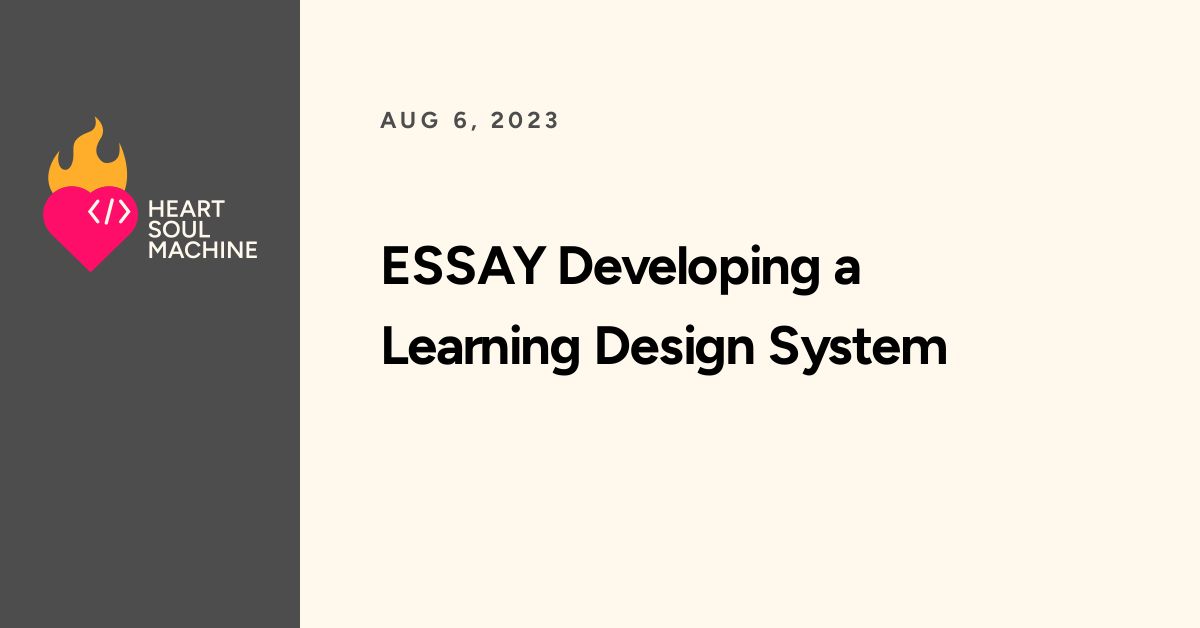 HEART
SOUL
MACHINE
AUG 6, 2023
ESSAY Developing a
Learning Design System